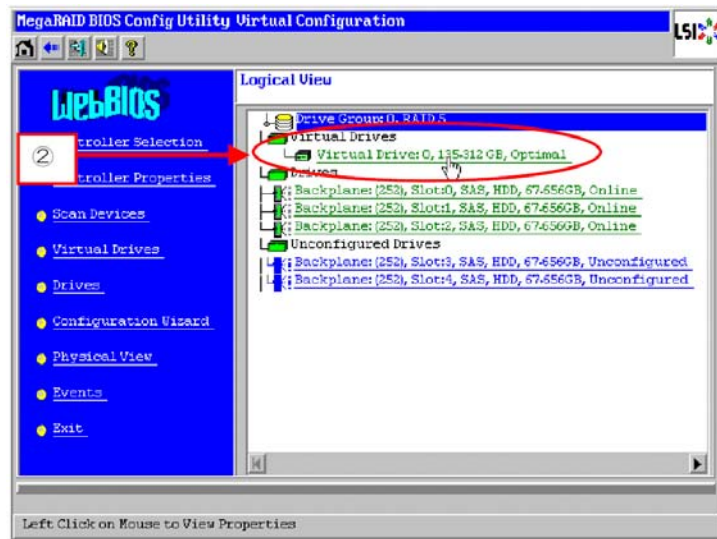 MegaRAID BIOS Config Utility Virtual Configuration
LSI
?
WebBIOS
Logical View
②
troller Selection
troller Properties
Scan Devices
Virtual Drives
Drives
Configuration Wizard
Physical View
Events
Exit
Drive Group: 0, RAID 5
Virtual Drives
Virtual Drive: 0, 135.312 GB, Optimal
Drives
Backplane: (252), Slot:0, SAS, HDD, 67.656GB, Online
Backplane: (252), Slot:1, SAS, HDD, 67.656GB, Online
Backplane: (252), Slot:2, SAS, HDD, 67.656GB, Online
Unconfigured Drives
Backplane: (252), Slot:3, SAS, HDD, 67.656GB, Unconfigured
Backplane: (252), Slot:4, SAS, HDD, 67.656GB, Unconfigured
Left Click on Mouse to View Properties